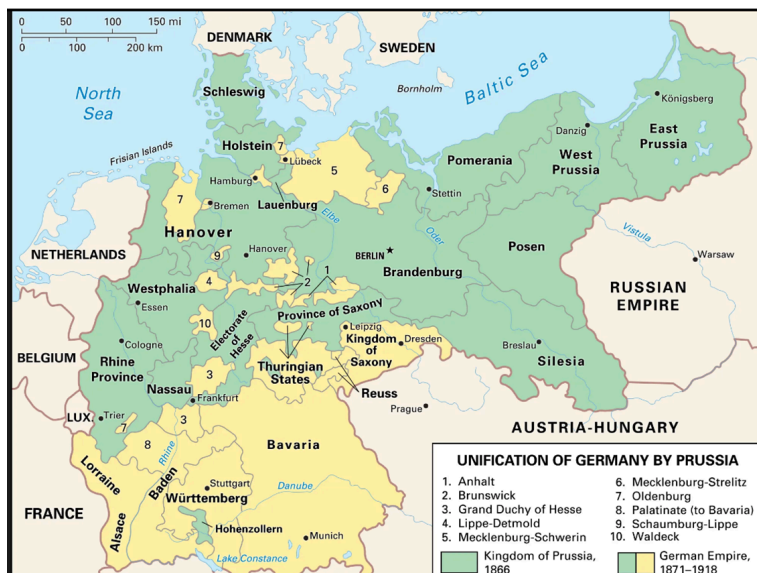 0 50 100 150 mi
0 100 200 km
DENMARK
SWEDEN
North
Sea
Baltic Sea
Bornholm
Schleswig
Königsberg
Frisian Islands
Holstein
7
Lübeck
Danzig
East
Prussia
Pomerania
West
Prussia
5
6
Hamburg
Stettin
7
Bremen
Lauenburg
Elbe
Hanover
Oder
Vistula
NETHERLANDS
9
Hanover
BERLIN
Posen
Warsaw
Brandenburg
1
2
4
Westphalia
RUSSIAN
EMPIRE
Essen
Province of Saxony
10
Electorate
of
Hesse
Leipzig
Kingdom
of
Saxony
Dresden
Cologne
Breslau
BELGIUM
Rhine
Province
Silesia
Thuringian
States
3
Nassau
Reuss
Frankfurt
Prague
LUX.
Trier
7
3
AUSTRIA-HUNGARY
8
Rhine
Bavaria
Lorraine
Baden
Stuttgart
Danube
Württemberg
FRANCE
Alsace
Hohenzollern
Munich
Lake Constance
UNIFICATION OF GERMANY BY PRUSSIA
1. Anhalt
2. Brunswick
3. Grand Duchy of Hesse
4. Lippe-Detmold
5. Mecklenburg-Schwerin
6. Mecklenburg-Strelitz
7. Oldenburg
8. Palatinate (to Bavaria)
9. Schaumburg-Lippe
10. Waldeck
Kingdom of Prussia,
1866
German Empire,
1871–1918